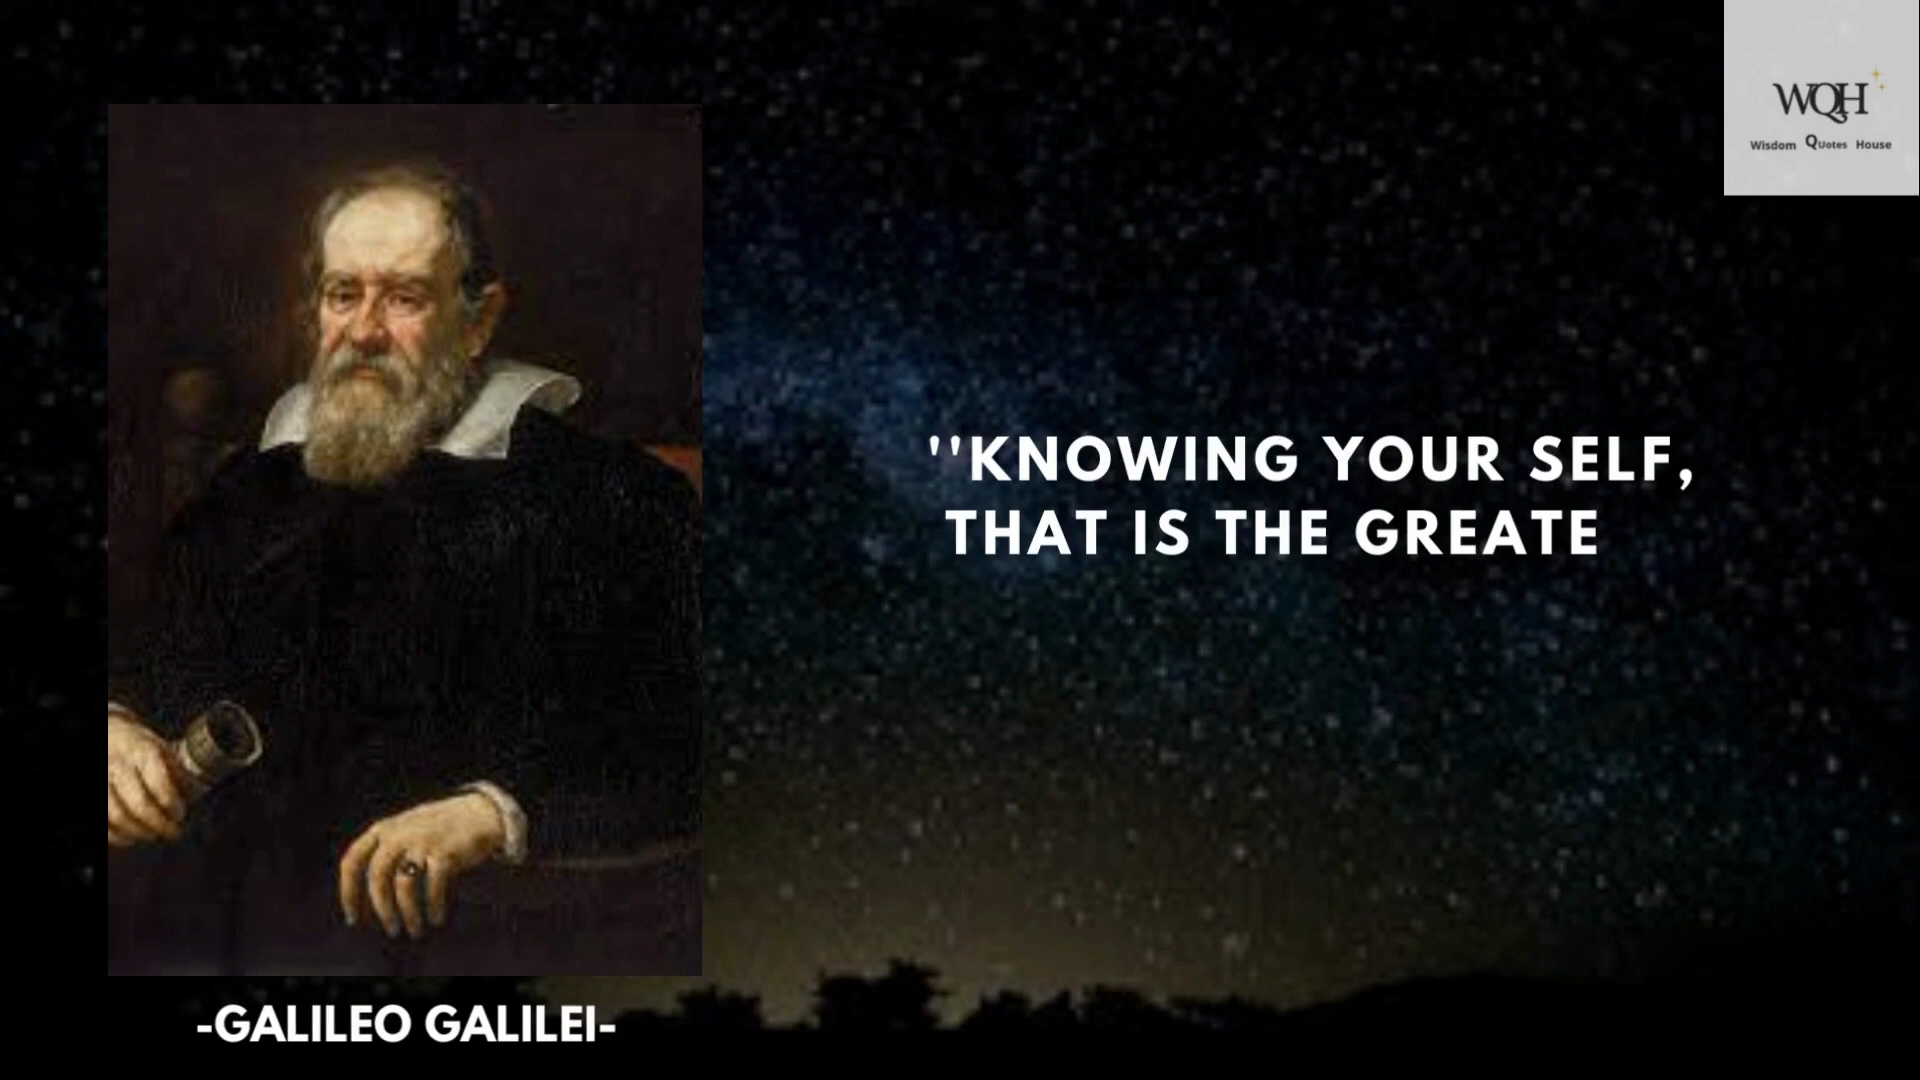 WQH
Wisdom Quotes House
''KNOWING YOUR SELF,
THAT IS THE GREATE
-GALILEO GALILEI-